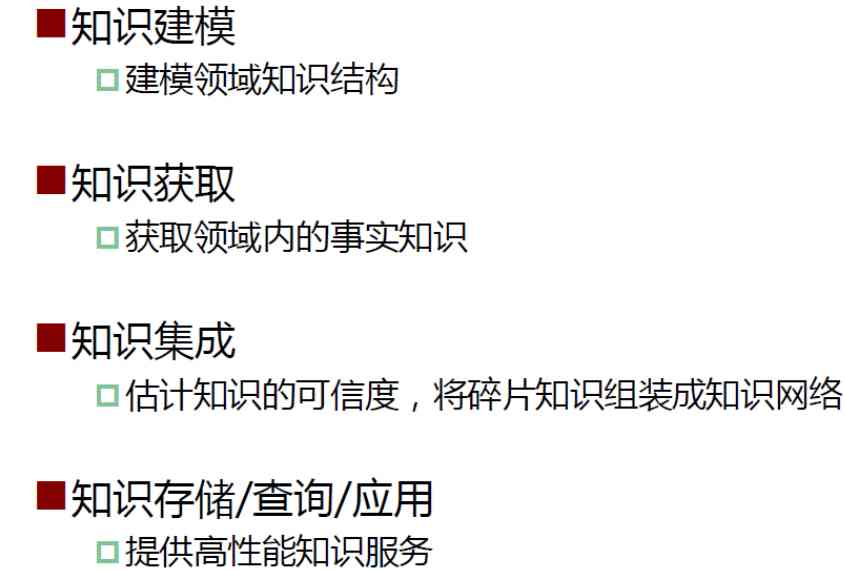 知识建模
建模领域知识结构
知识获取
获取领域内的事实知识
知识集成
估计知识的可信度，将碎片知识组装成知识网络
知识存储/查询/应用
提供高性能知识服务